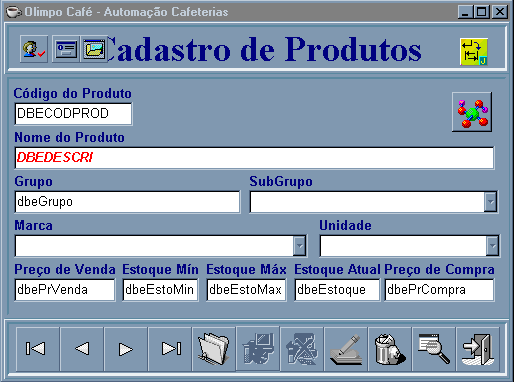 Olimpo Café - Automação Cafeterias
Cadastro de Produtos
Código do Produto
DBECODPROD
Nome do Produto
DBEDESCRI
Grupo SubGrupo
dbeGrupo
Marca Unidade
Preço de Venda Estoque Mín Estoque Máx Estoque Atual Preço de Compra
dbePrVenda dbeEstoMin dbeEstoMax dbeEstoque dbePrCompra